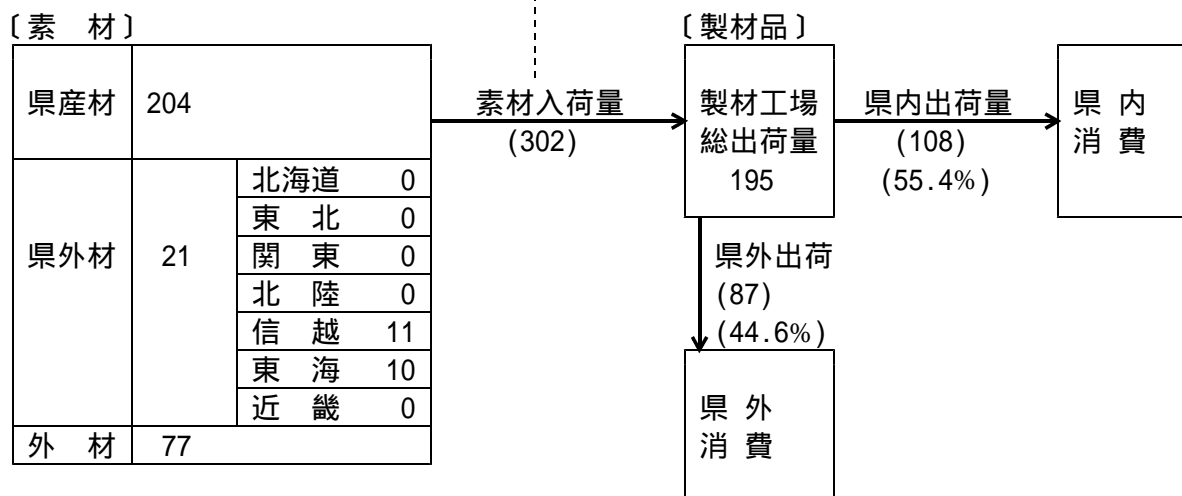 〔素　材〕
〔製材品〕
県産材 204
素材入荷量
(302)
製材工場
総出荷量
195
県内出荷量
(108)
(55.4%)
県 内
消 費
県外材 21
北海道 0
東　北 0
関　東 0
北　陸 0
信　越 11
東　海 10
近　畿 0
外　材 77
県外出荷
(87)
(44.6%)
県 外
消 費